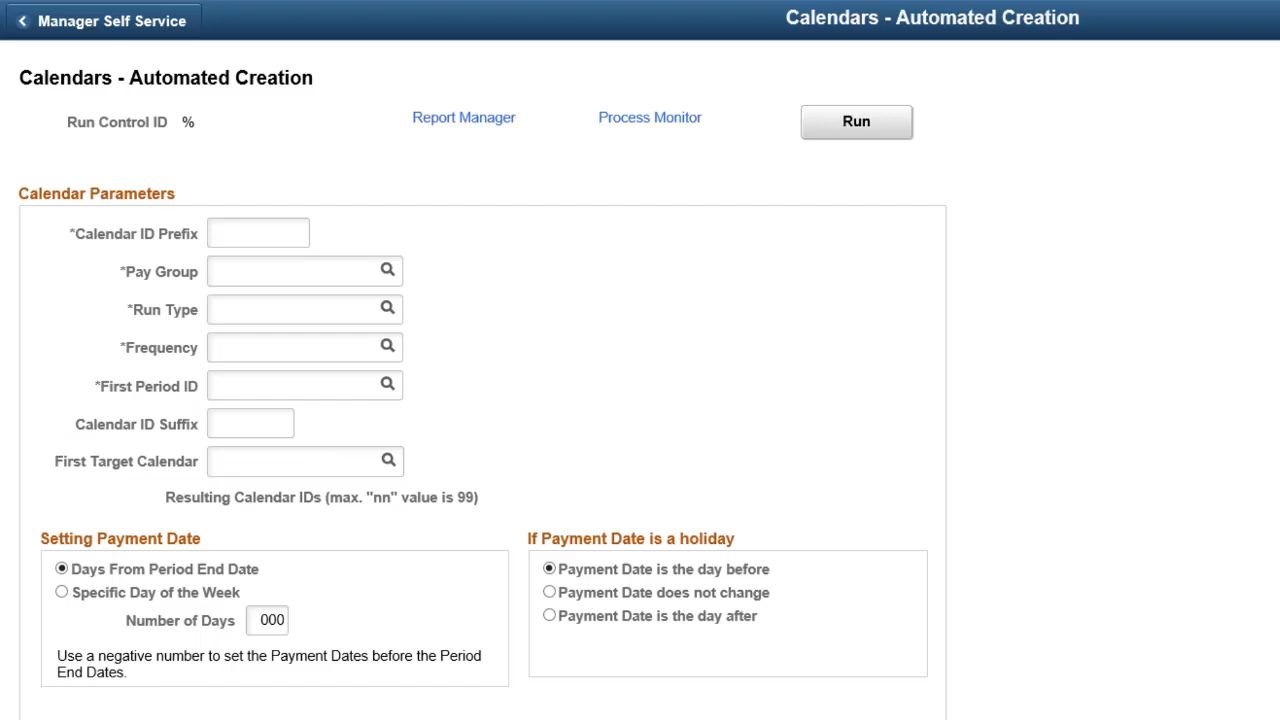 Manager Self Service
Calendars - Automated Creation
Calendars - Automated Creation
Run Control ID %
Report Manager
Process Monitor
Run
Calendar Parameters
*Calendar ID Prefix
*Pay Group
*Run Type
*Frequency
*First Period ID
Calendar ID Suffix
First Target Calendar
Resulting Calendar IDs (max. "nn" value is 99)
Setting Payment Date
Days From Period End Date
Specific Day of the Week
Number of Days 000
Use a negative number to set the Payment Dates before the Period
End Dates.
If Payment Date is a holiday
Payment Date is the day before
Payment Date does not change
Payment Date is the day after